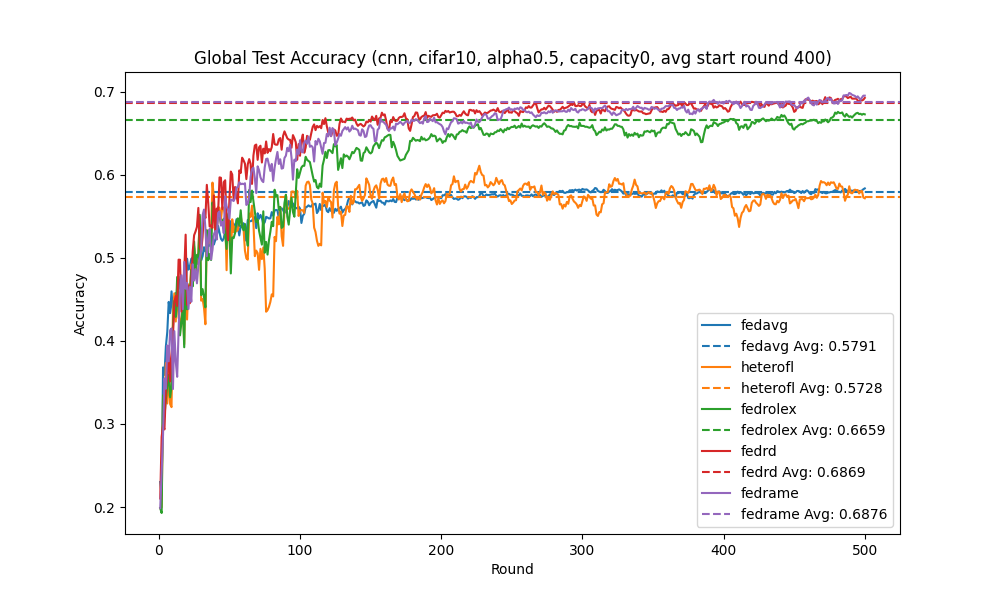 Global Test Accuracy (cnn, cifar10, alpha0.5, capacity0, avg start round 400)
Accuracy
0.7
0.6
0.5
0.4
0.3
0.2
fedavg
fedavg Avg: 0.5791
heterofl
heterofl Avg: 0.5728
fedrolex
fedrolex Avg: 0.6659
fedrd
fedrd Avg: 0.6869
fedrame
fedrame Avg: 0.6876
0 100 200 300 400 500
Round